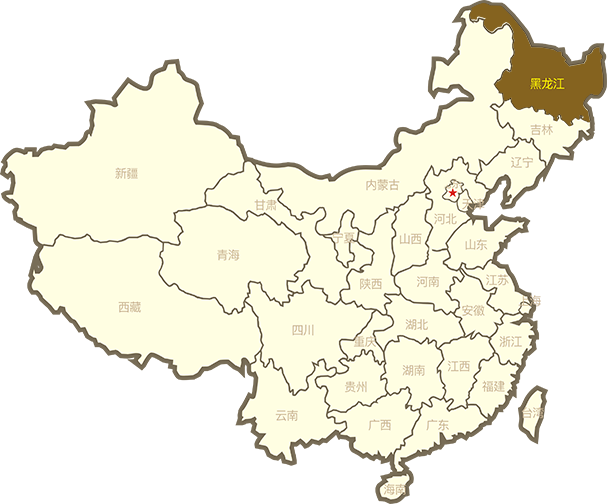 黑龙江
吉林
辽宁
新疆
内蒙古
甘肃
北京
天津
河北
宁夏
山西
山东
青海
陕西
河南
江苏
西藏
安徽
上海
四川
湖北
重庆
浙江
湖南
江西
贵州
福建
云南
广西
广东
台湾
海南